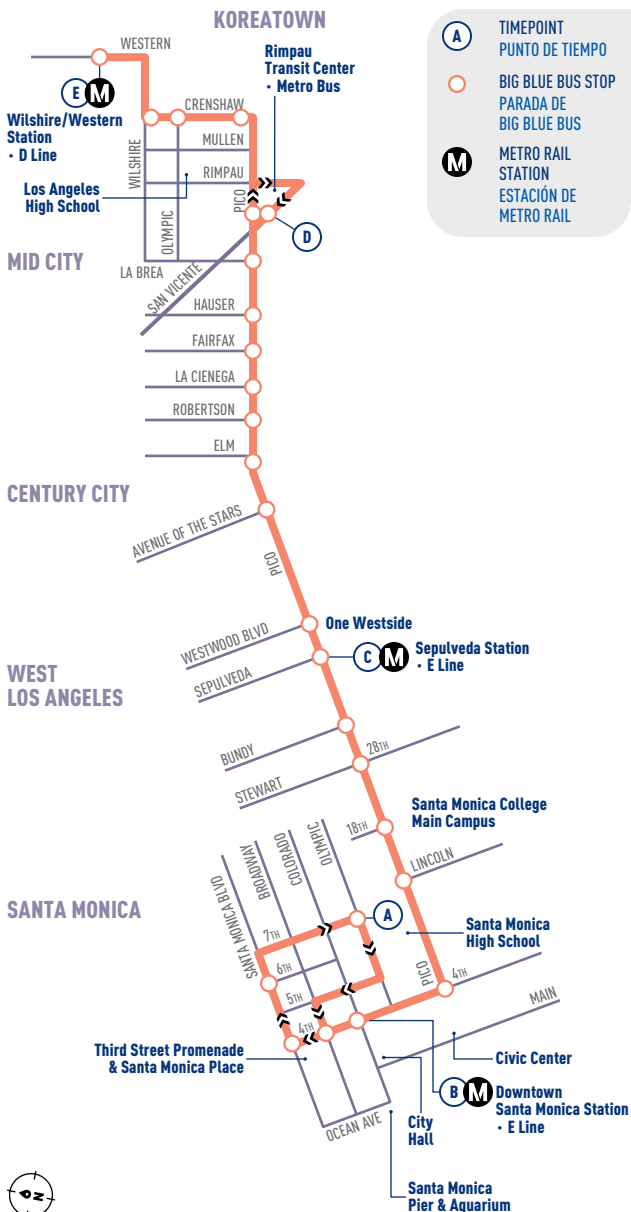 KOREATOWN
WESTERN
E M
Wilshire/Western
Station
• D Line
Rimpau
Transit Center
• Metro Bus
A
TIMEPOINT
PUNTO DE TIEMPO
BIG BLUE BUS STOP
PARADA DE
BIG BLUE BUS
M
METRO RAIL
STATION
ESTACIÓN DE
METRO RAIL
CRENSHAW
WILSHIRE
MULLEN
RIMPAU
Los Angeles
High School
PICO
OLYMPIC
D
MID CITY
LA BREA
SAN VICENTE
HAUSER
FAIRFAX
LA CIENEGA
ROBERTSON
ELM
CENTURY CITY
AVENUE OF THE STARS
PICO
One Westside
WESTWOOD BLVD
C M
Sepulveda Station
• E Line
SEPULVEDA
WEST
LOS ANGELES
BUNDY
28TH
STEWART
Santa Monica College
Main Campus
18TH
LINCOLN
SANTA MONICA
SANTA MONICA BLVD
BROADWAY
COLORADO
OLYMPIC
A
7TH
6TH
5TH
4TH
Santa Monica
High School
PICO
4TH
MAIN
Third Street Promenade
& Santa Monica Place
Civic Center
B M
Downtown
Santa Monica Station
• E Line
City
Hall
OCEAN AVE
Santa Monica
Pier & Aquarium
N